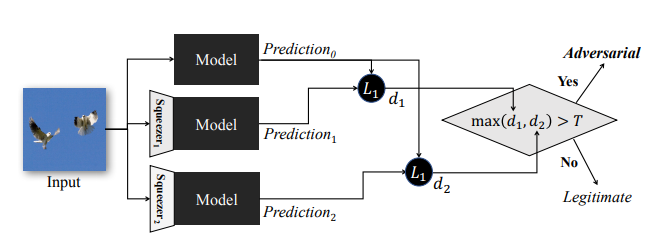 Input
Model
Prediction0
Squeezer1
Model
Prediction1
Squeezer2
Model
Prediction2
L1
d1
L1
d2
max(d1, d2) > T
Yes
Adversarial
No
Legitimate